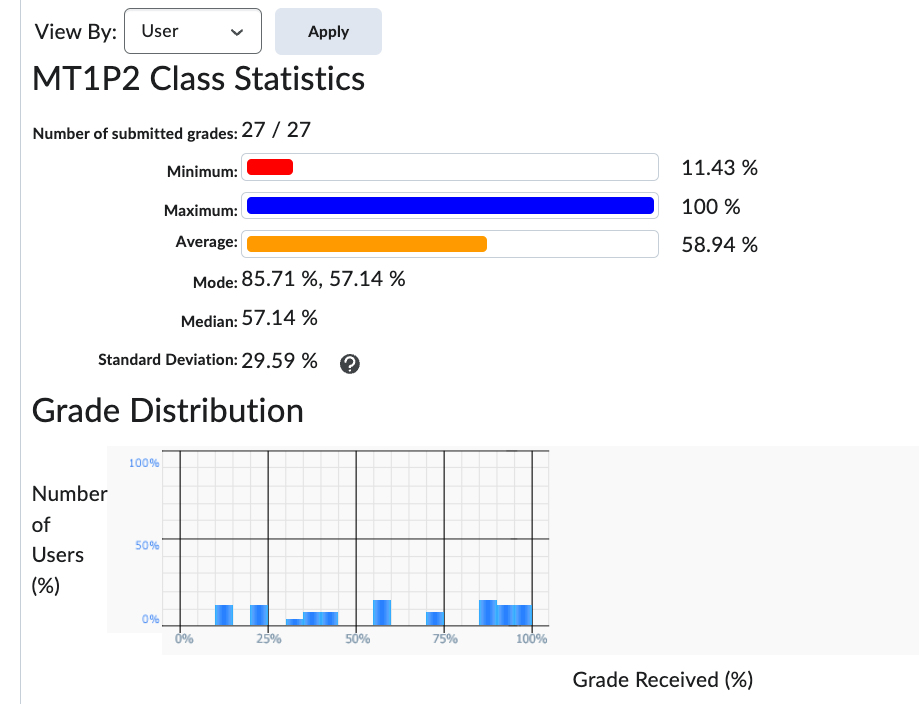 View By: User Apply
MT1P2 Class Statistics
Number of submitted grades: 27 / 27
Minimum: 11.43 %
Maximum: 100 %
Average: 58.94 %
Mode: 85.71 %, 57.14 %
Median: 57.14 %
Standard Deviation: 29.59 % ?
Grade Distribution
Number
of
Users
(%)
100%
50%
0%
0% 25% 50% 75% 100%
Grade Received (%)